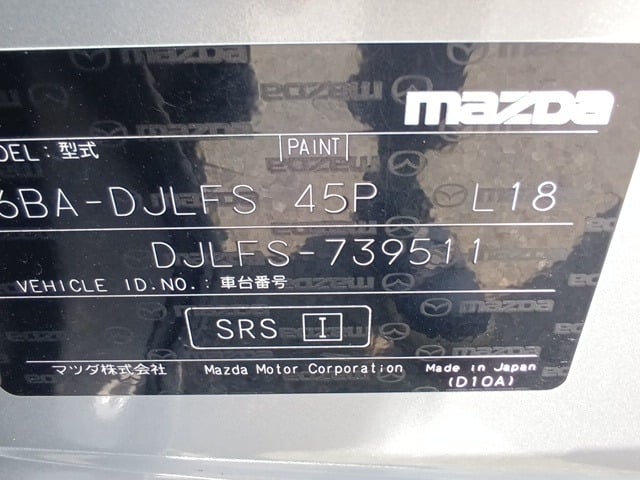 mazda
ODEL:型式 PAINT
6BA-DJLFS 45P L18
DJLFS-739511
VEHICLE ID.NO.:車台番号
SRS I
マツダ株式会社 Mazda Motor Corporation Made in Japan
(D10A)